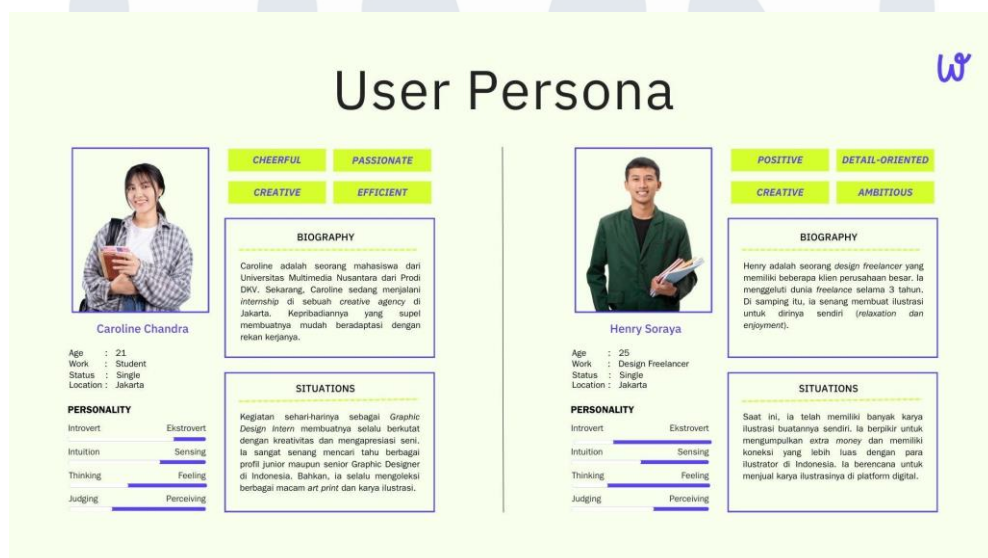 User Persona
w
CHEERFUL
PASSIONATE
CREATIVE
EFFICIENT
BIOGRAPHY
Caroline adalah seorang mahasiswa dari
Universitas Multimedia Nusantara dari Prodi
DKV. Sekarang, Caroline sedang menjalani
internship di sebuah creative agency di
Jakarta. Kepribadiannya yang supel
membuatnya mudah beradaptasi dengan
rekan kerjanya.
Caroline Chandra
Age : 21
Work : Student
Status : Single
Location : Jakarta
PERSONALITY
Introvert Ekstrovert
Intuition Sensing
Thinking Feeling
Judging Perceiving
SITUATIONS
Kegiatan sehari-harinya sebagai Graphic
Design Intern membuatnya selalu berkutat
dengan kreativitas dan mengapresiasi seni.
Ia sangat senang mencari tahu berbagai
profil junior maupun senior Graphic Designer
di Indonesia. Bahkan, ia selalu mengoleksi
berbagai macam art print dan karya ilustrasi.
POSITIVE
DETAIL-ORIENTED
CREATIVE
AMBITIOUS
BIOGRAPHY
Henry adalah seorang design freelancer yang
memiliki beberapa klien perusahaan besar. Ia
menggeluti dunia freelance selama 3 tahun.
Di samping itu, ia senang membuat ilustrasi
untuk dirinya sendiri (relaxation dan
enjoyment).
Henry Soraya
Age : 25
Work : Design Freelancer
Status : Single
Location : Jakarta
PERSONALITY
Introvert Ekstrovert
Intuition Sensing
Thinking Feeling
Judging Perceiving
SITUATIONS
Saat ini, ia telah memiliki banyak karya
ilustrasi buatannya sendiri. Ia berpikir untuk
mengumpulkan extra money dan memiliki
koneksi yang lebih luas dengan para
ilustrator di Indonesia. Ia berencana untuk
menjual karya ilustrasinya di platform digital.